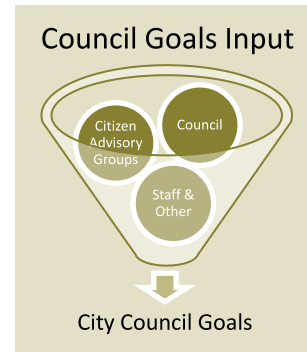 Council Goals Input
Citizen
Advisory
Groups
Council
Staff &
Other
City Council Goals